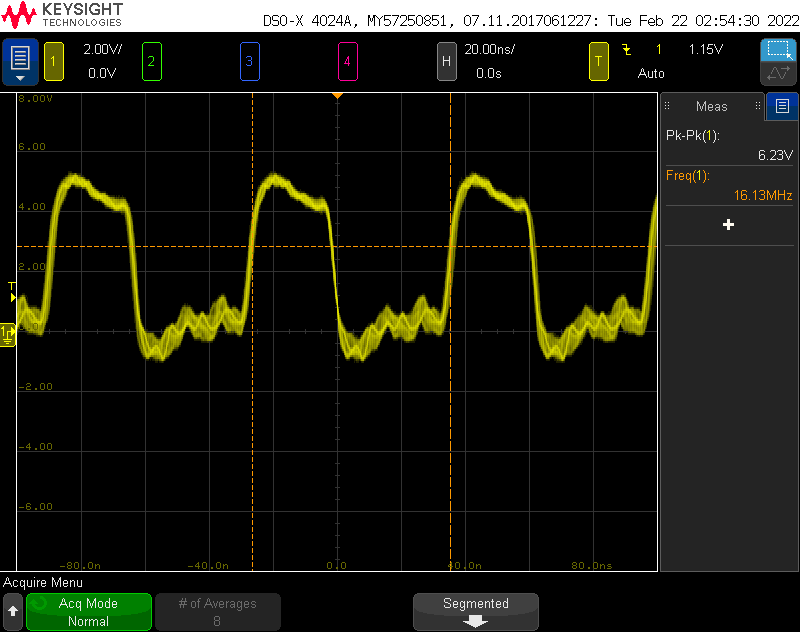 KEYSIGHT
TECHNOLOGIES
DSO-X 4024A, MY57250851, 07.11.2017061227: Tue Feb 22 02:54:30 2022
1 2.00V/ 2 3 4 H 20.00ns/ T 1 1.15V
0.0V 0.0s Auto
Meas
Pk-Pk(1):
6.23V
Freq(1):
16.13MHz
8.00V
6.00
4.00
2.00
T
1
0.0
-2.00
-4.00
-6.00
-80.0n -40.0n 0.0 40.0n 80.0ns
Acquire Menu
Acq Mode # of Averages Segmented
Normal 8